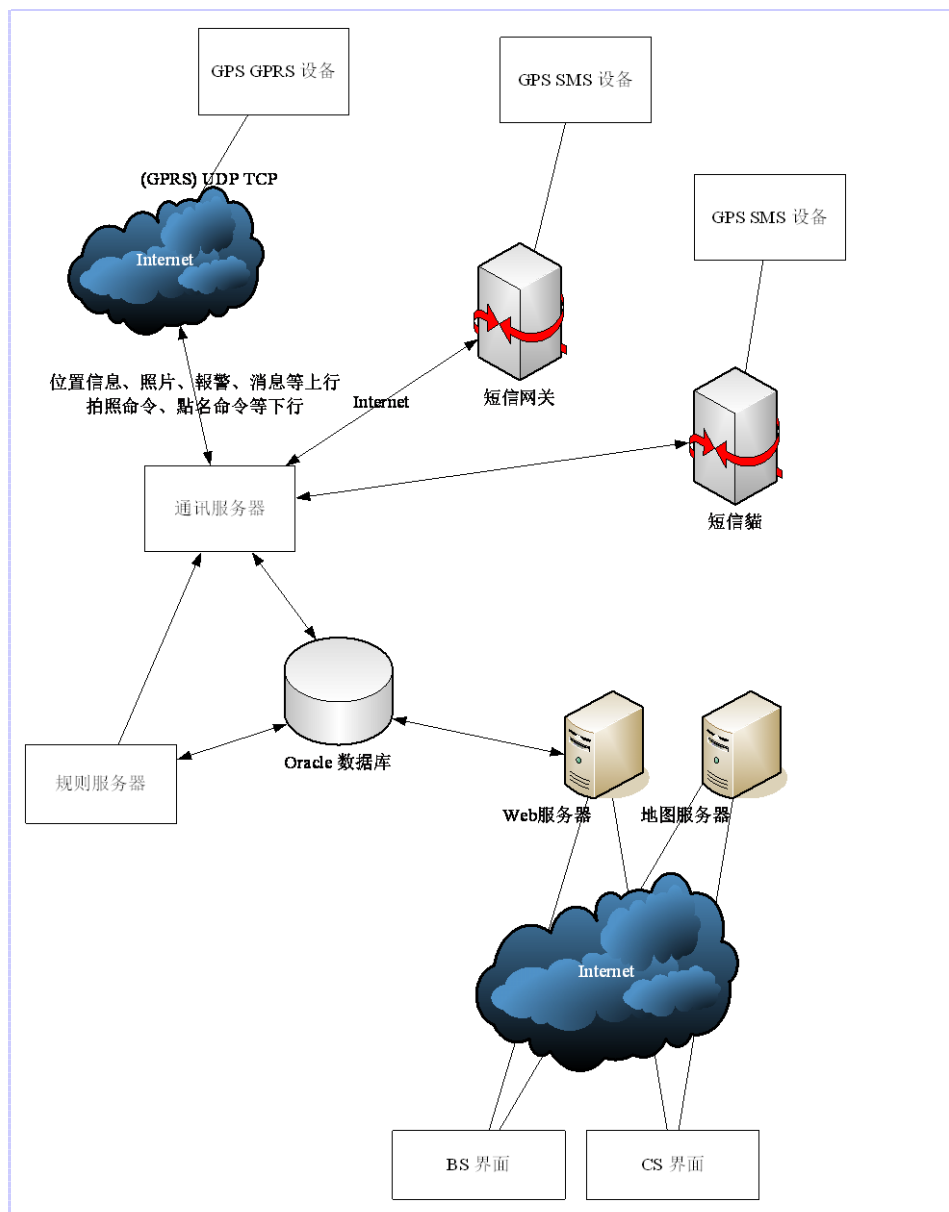 GPS GPRS 设备
GPS SMS 设备
(GPRS) UDP TCP
GPS SMS 设备
Internet
位置信息、照片、報警、消息等上行
拍照命令、點名命令等下行
Internet
短信网关
通讯服务器
短信貓
Oracle 数据库
规则服务器
Web服务器
地图服务器
Internet
BS 界面
CS 界面